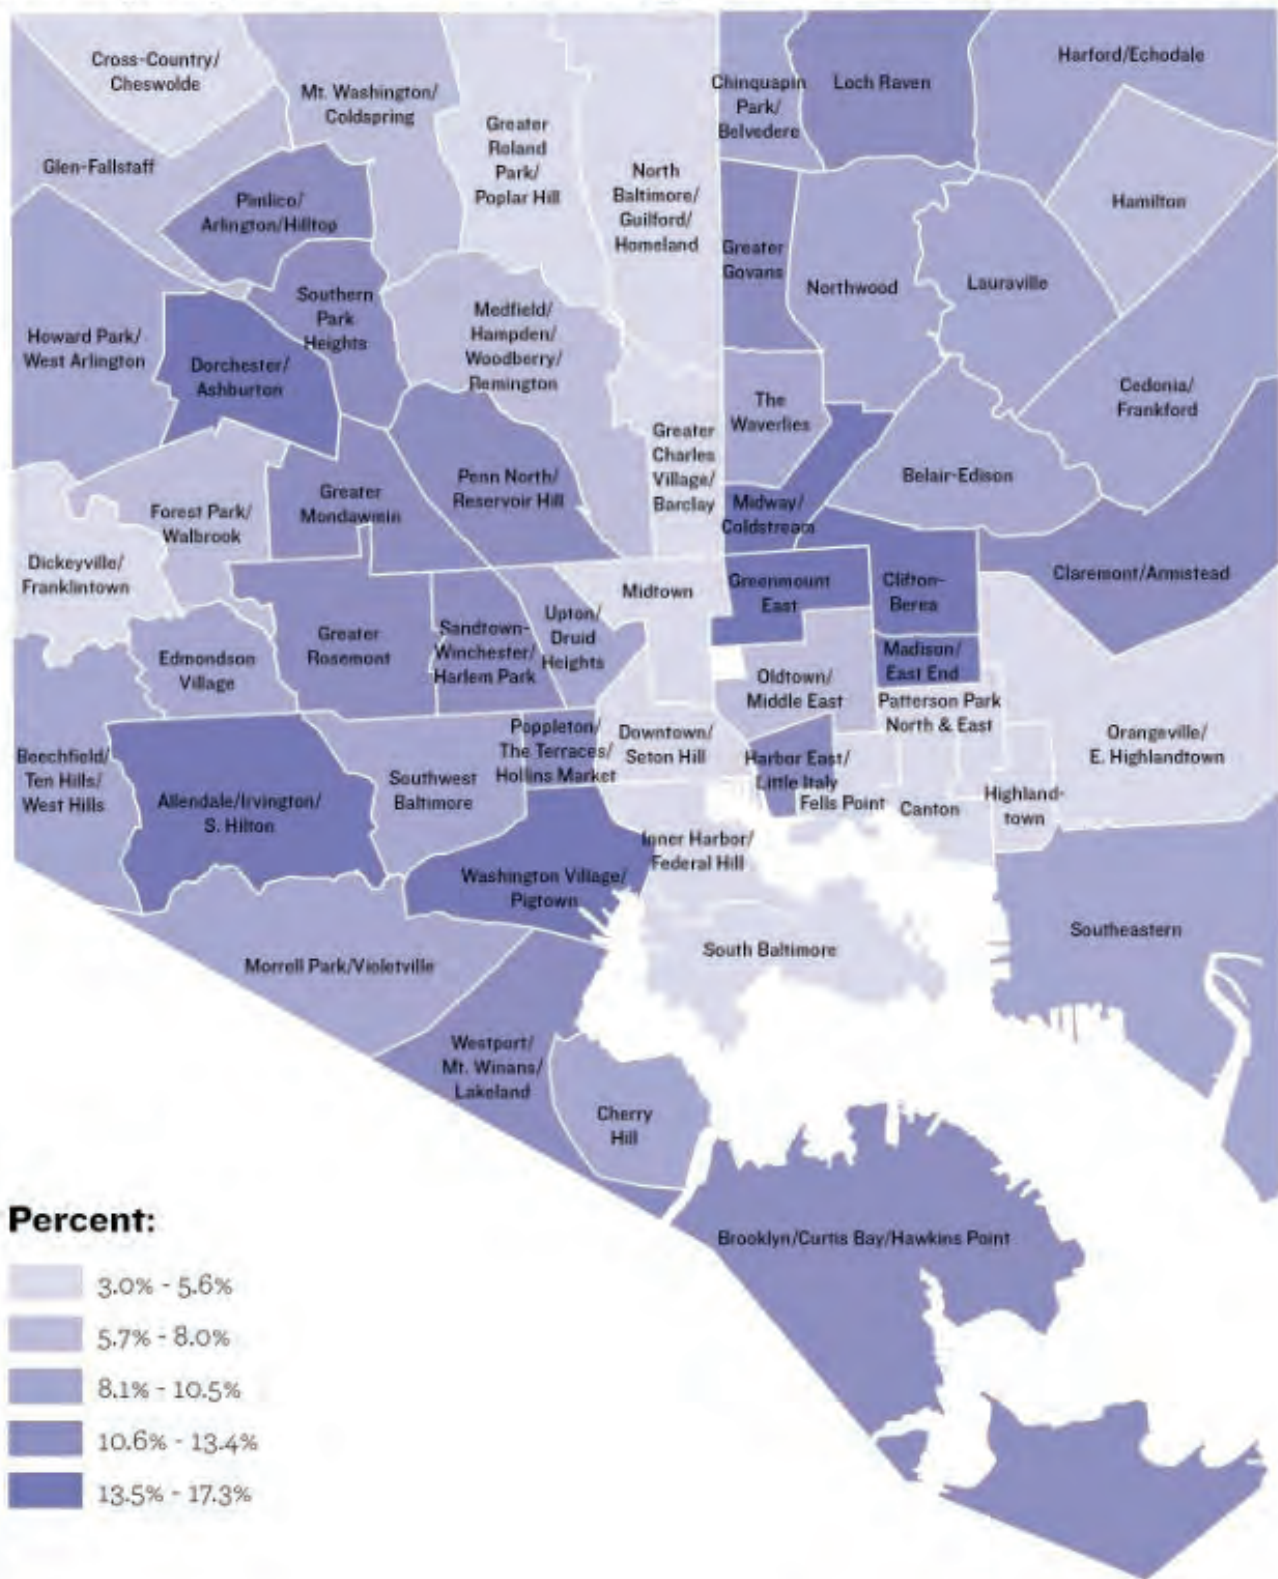 Cross-Country/
Cheswolde
Mt. Washington/
Coldspring
Greater
Roland
Park/
Poplar Hill
North
Baltimore/
Guilford/
Homeland
Chinquapin
Park/
Belvedere
Loch Raven
Harford/Echodale
Glen-Fallstaff
Pimlico/
Arlington/Hilltop
Hamilton
Greater
Govans
Northwood
Lauraville
Southern
Park
Heights
Medfield/
Hampden/
Woodberry/
Remington
Howard Park/
West Arlington
Dorchester/
Ashburton
The
Waverlies
Cedonia/
Frankford
Greater
Charles
Village/
Barclay
Belair-Edison
Penn North/
Reservoir Hill
Greater
Mondawmin
Forest Park/
Walbrook
Midway/
Coldstream
Dickeyville/
Franklintown
Midtown
Greenmount
East
Clifton-
Berea
Claremont/Armistead
Greater
Rosemont
Sandtown-
Winchester/
Harlem Park
Upton/
Druid
Heights
Edmondson
Village
Madison/
East End
Oldtown/
Middle East
Patterson Park
North & East
Poppleton/
The Terraces/
Hollins Market
Downtown/
Seton Hill
Orangeville/
E. Highlandtown
Beechfield/
Ten Hills/
West Hills
Southwest
Baltimore
Harbor East/
Little Italy
Fells Point
Canton
Highland-
town
Allendale/Irvington/
S. Hilton
Inner Harbor/
Federal Hill
Washington Village/
Pigtown
Southeastern
South Baltimore
Morrell Park/Violetville
Westport/
Mt. Winans/
Lakeland
Cherry
Hill
Brooklyn/Curtis Bay/Hawkins Point
Percent:
3.0% - 5.6%
5.7% - 8.0%
8.1% - 10.5%
10.6% - 13.4%
13.5% - 17.3%